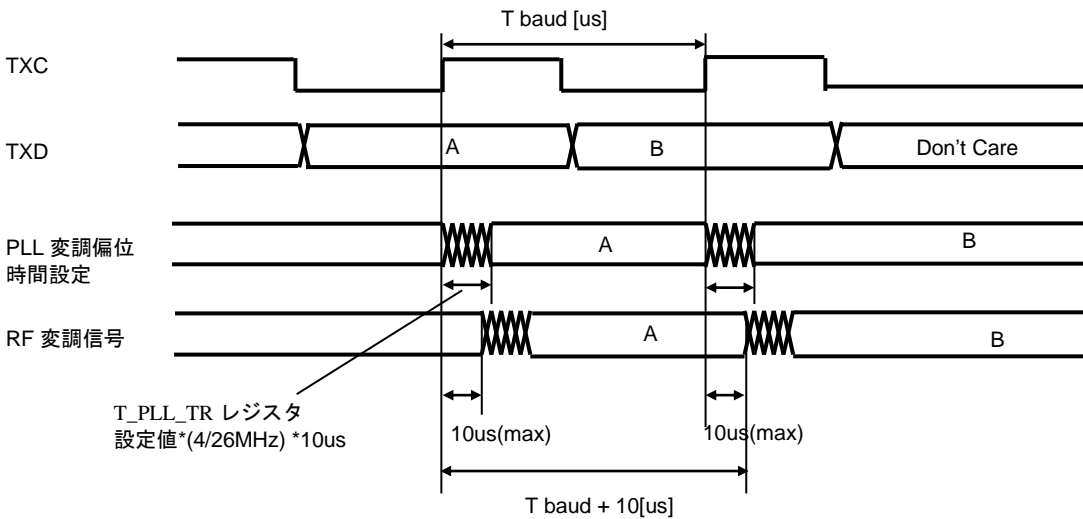 T baud [us]
TXC
TXD
A
B
Don't Care
PLL 変調偏位
時間設定
A
B
RF 変調信号
A
B
T_PLL_TR レジスタ
設定値*(4/26MHz) *10us
10us(max)
10us(max)
T baud + 10[us]